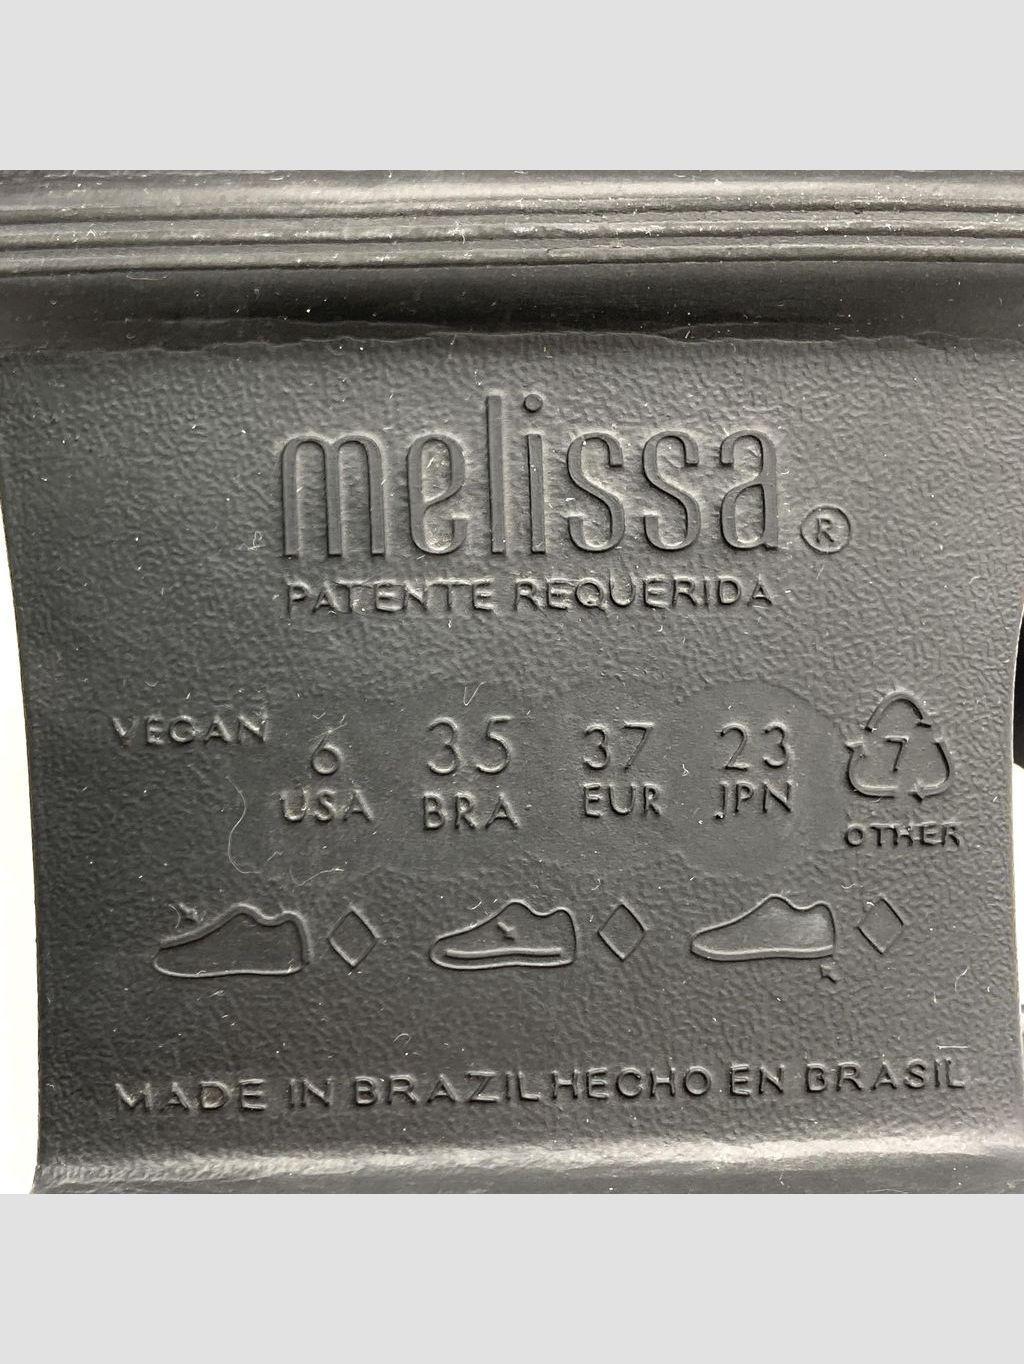 melissa®
PATENTE REQUERIDA
VEGAN 6 35 37 23 7
USA BRA EUR JPN
OTHER
MADE IN BRAZIL HECHO EN BRASIL